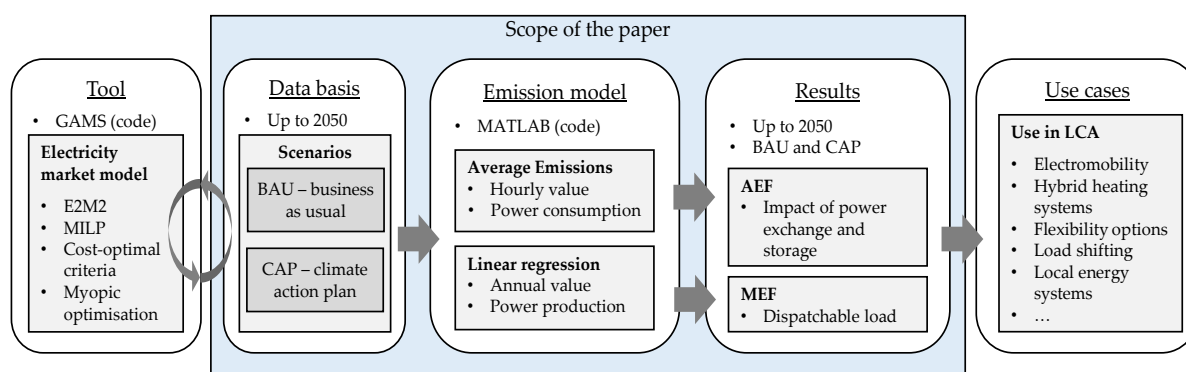 Scope of the paper
Tool
• GAMS (code)
Electricity
market model
• E2M2
• MILP
• Cost-optimal
criteria
• Myopic
optimisation
Data basis
• Up to 2050
Scenarios
BAU – business
as usual
CAP – climate
action plan
Emission model
• MATLAB (code)
Average Emissions
• Hourly value
• Power consumption
Linear regression
• Annual value
• Power production
Results
• Up to 2050
• BAU and CAP
AEF
• Impact of power
exchange and
storage
MEF
• Dispatchable load
Use cases
Use in LCA
• Electromobility
• Hybrid heating
systems
• Flexibility options
• Load shifting
• Local energy
systems
• …